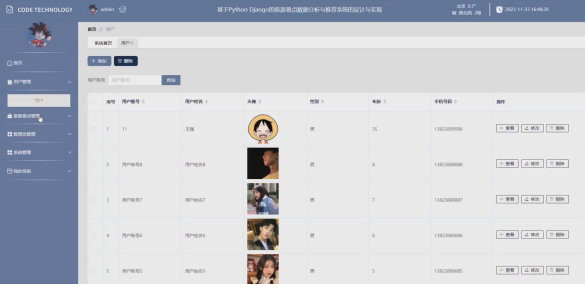 CODE TECHNOLOGY
admin
基于Python Django的旅游景点数据分析与推荐系统的设计与实现
2023-11-23 16:48:39
首页 / 用户
系统首页 用户
+ 添加 删除
用户账号 用户账号 查询
首页
用户管理
用户
旅游景点管理
管理员管理
系统管理
我的信息
序号 用户账号 用户姓名 头像 性别 年龄 手机号码 操作
1 11 王强 男 35 查看 修改 删除
2 用户账号8 用户姓名8 男 8 13823888888 查看 修改 删除
3 用户账号7 用户姓名7 男 7 13823888887 查看 修改 删除
4 用户账号6 用户姓名6 男 6 13823888886 查看 修改 删除
5 用户账号5 用户姓名5 男 5 13823888885 查看 修改 删除